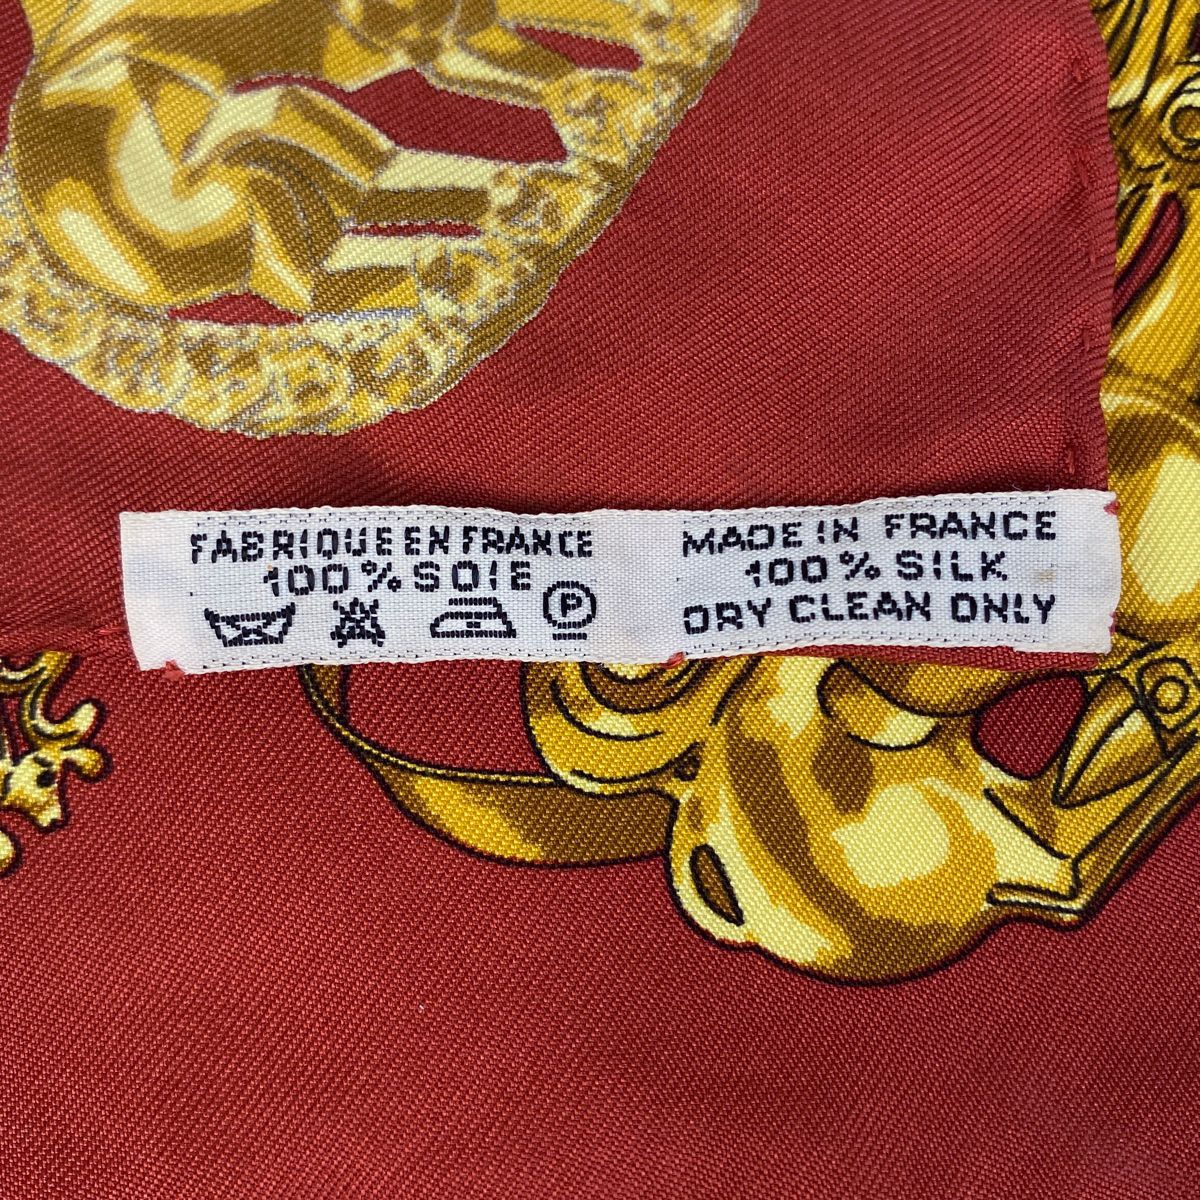 FABRIQUE EN FRANCE
100% SOIE
P
MADE IN FRANCE
100% SILK
DRY CLEAN ONLY